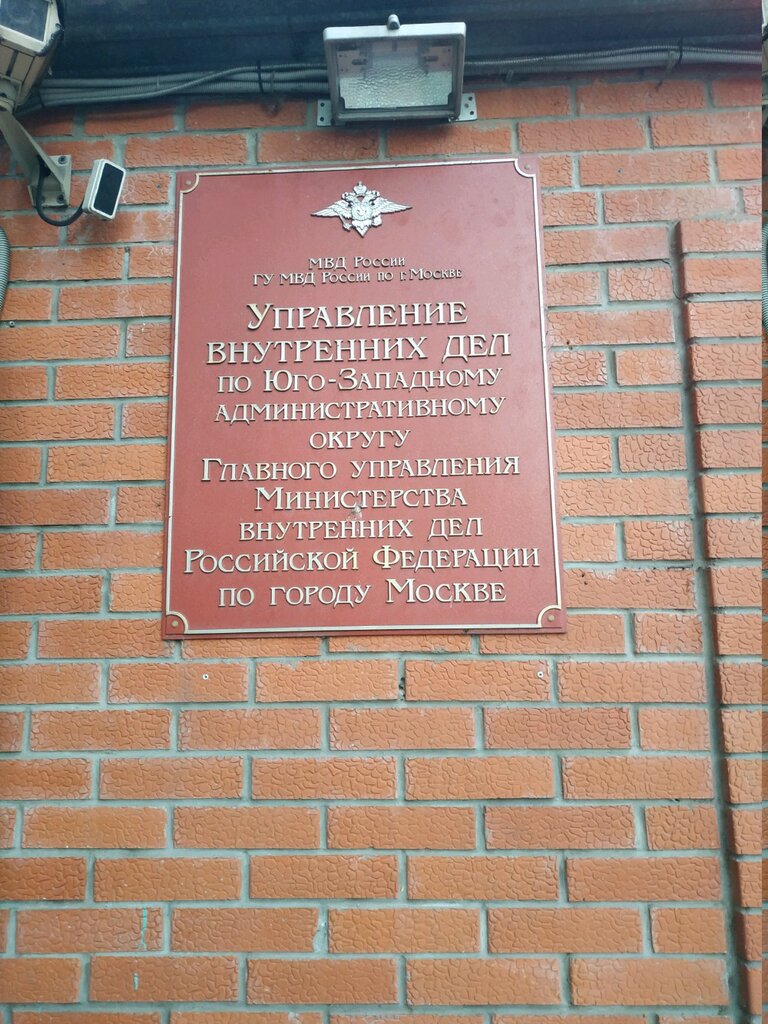 МВД России
ГУ МВД России по г. Москве
Управление
внутренних дел
по Юго-Западному
административному
округу
Главного управления
Министерства
внутренних дел
Российской Федерации
по городу Москве